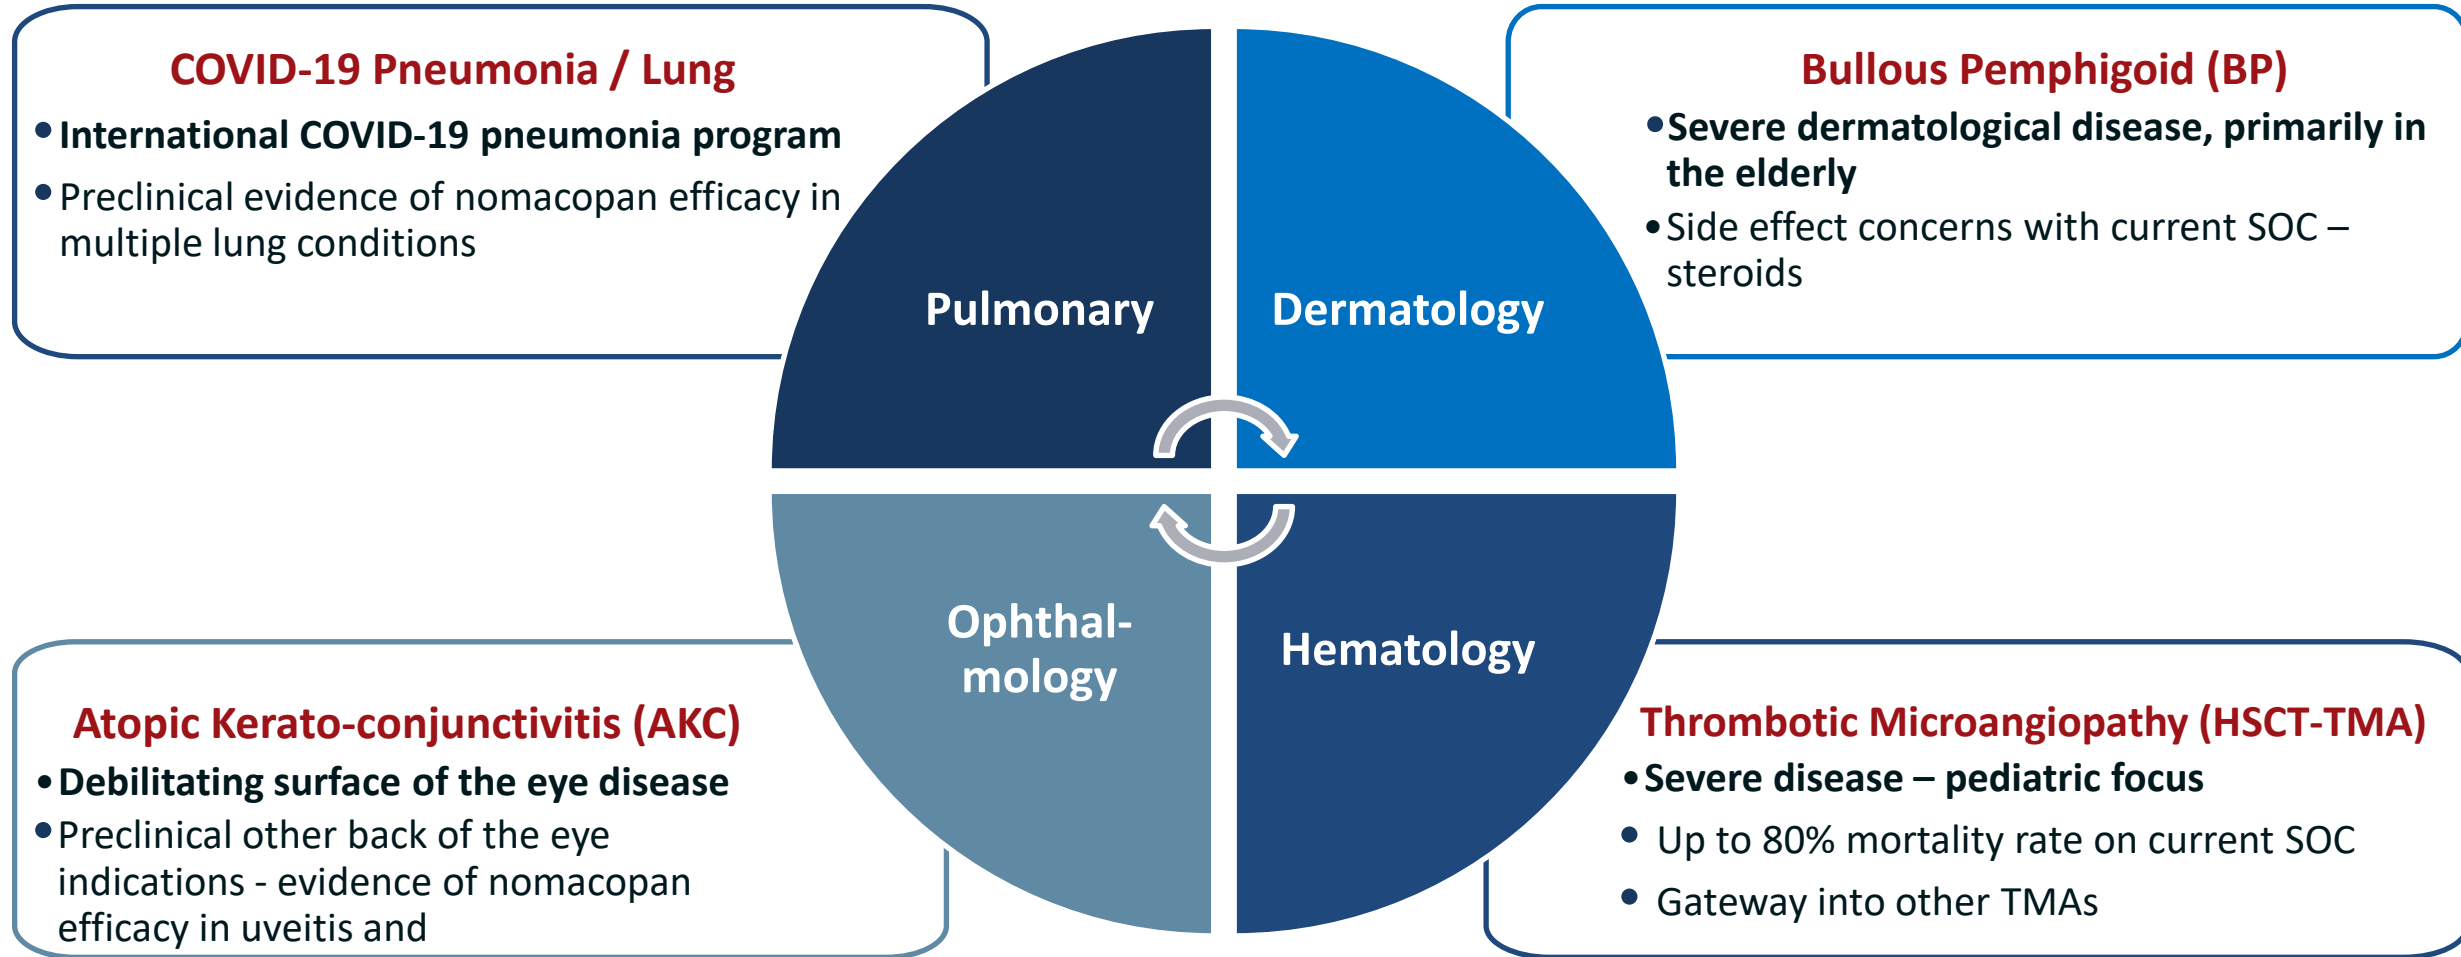 COVID-19 Pneumonia / Lung
• International COVID-19 pneumonia program
• Preclinical evidence of nomacopan efficacy in
multiple lung conditions
Bullous Pemphigoid (BP)
• Severe dermatological disease, primarily in
the elderly
• Side effect concerns with current SOC –
steroids
Pulmonary
Dermatology
Ophthal-
mology
Hematology
Atopic Kerato-conjunctivitis (AKC)
• Debilitating surface of the eye disease
• Preclinical other back of the eye
indications - evidence of nomacopan
efficacy in uveitis and
Thrombotic Microangiopathy (HSCT-TMA)
• Severe disease – pediatric focus
• Up to 80% mortality rate on current SOC
• Gateway into other TMAs